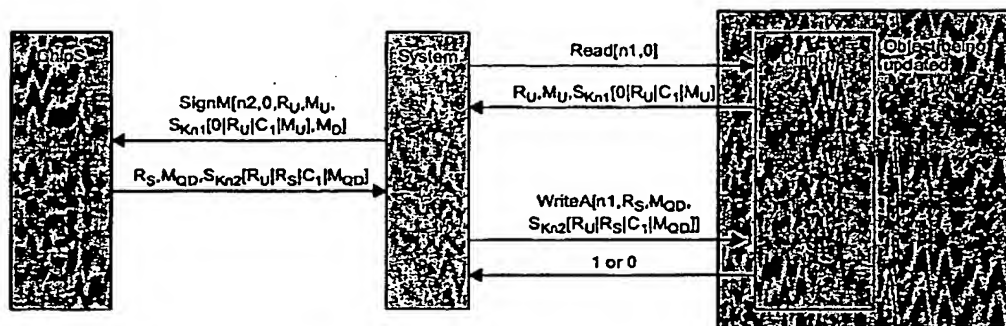 ChipS
System
Object being
updated
ChipU
Read[n1,0]
R_U,M_U,S_Kn1[0|R_U|C_1|M_U]
SignM[n2,0,R_U,M_U,
S_Kn1[0|R_U|C_1|M_U],M_D]
R_S,M_QD,S_Kn2[R_U|R_S|C_1|M_QD]
WriteA[n1,R_S,M_QD,
S_Kn2[R_U|R_S|C_1|M_QD]]
1 or 0